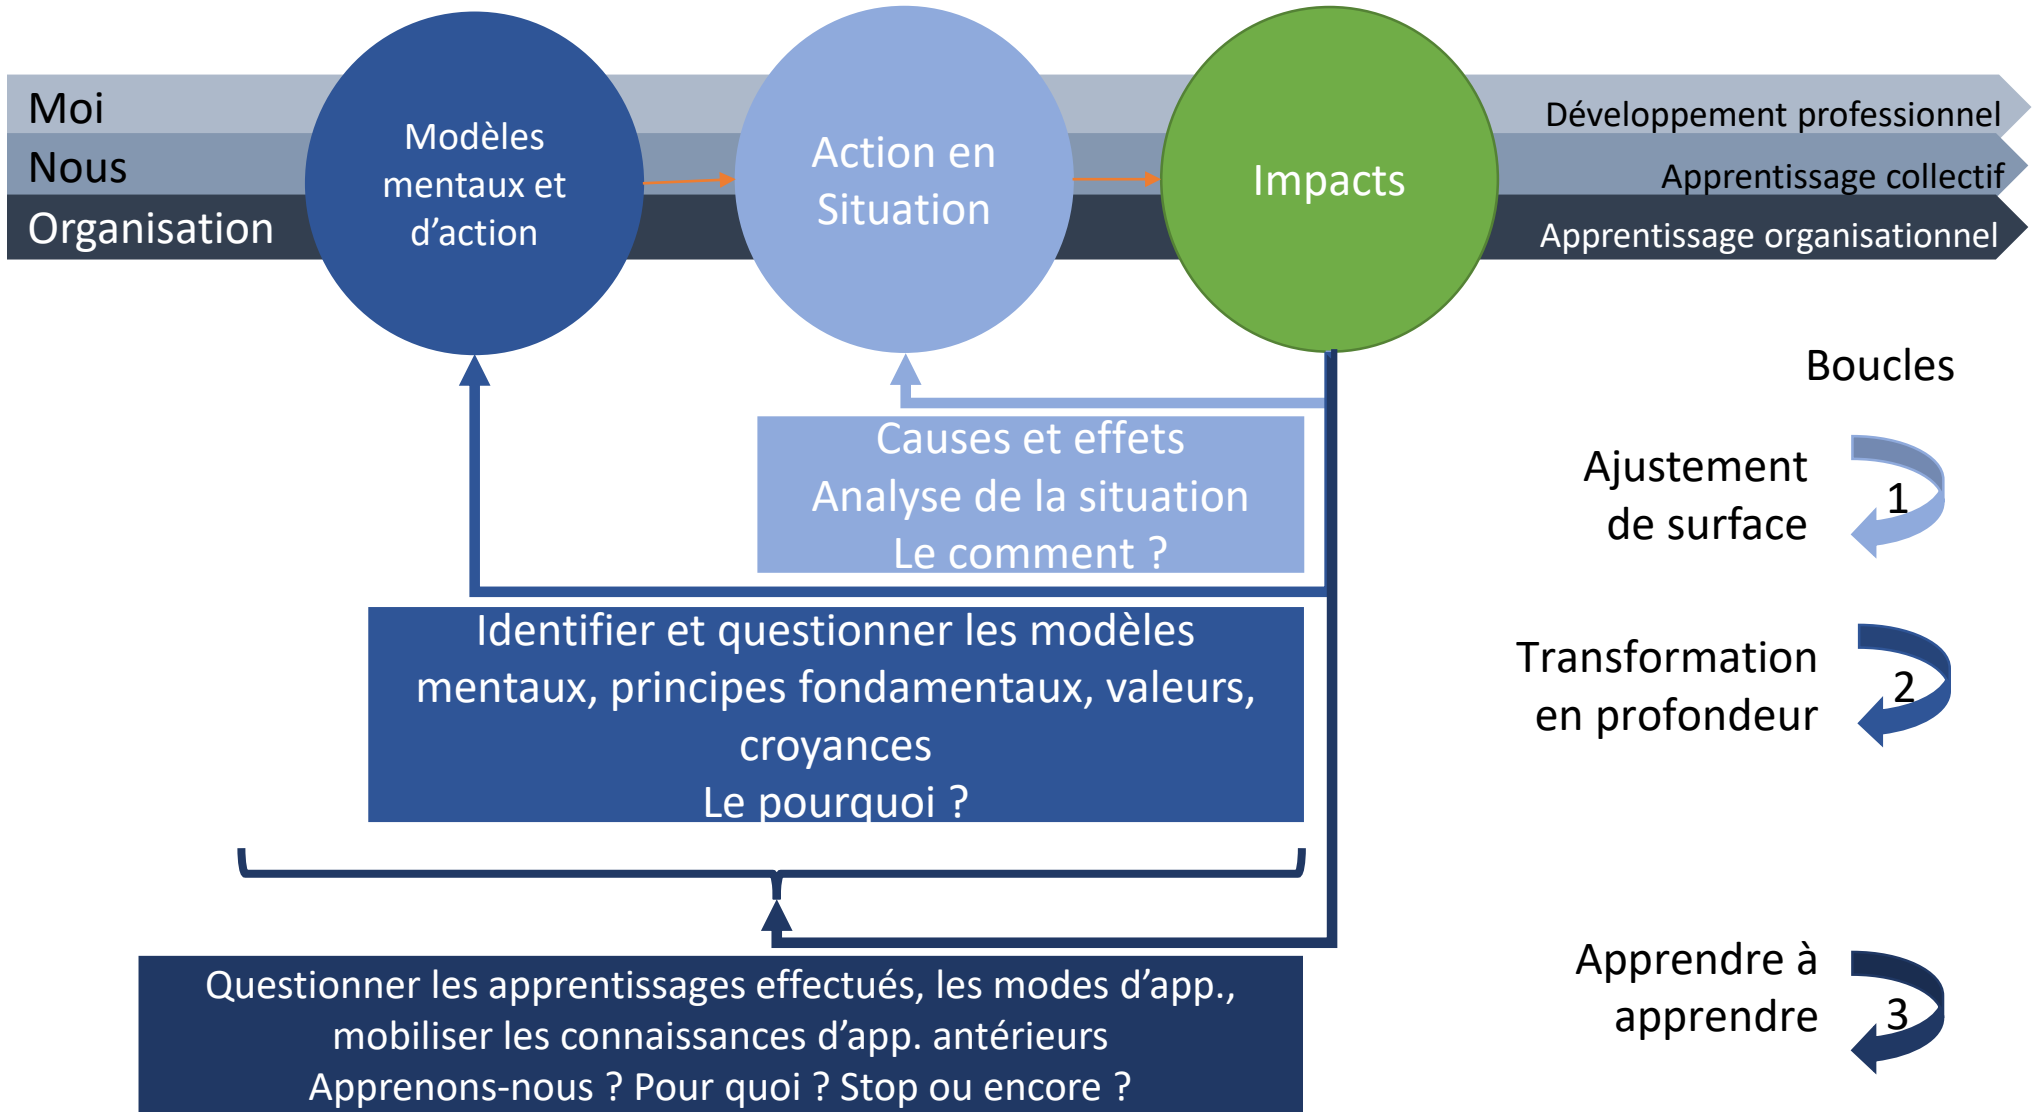 Moi
Nous
Organisation
Modèles
mentaux et
d’action
Action en
Situation
Impacts
Développement professionnel
Apprentissage collectif
Apprentissage organisationnel
Boucles
Causes et effets
Analyse de la situation
Le comment ?
Ajustement
de surface
1
Identifier et questionner les modèles
mentaux, principes fondamentaux, valeurs,
croyances
Le pourquoi ?
Transformation
en profondeur
2
Questionner les apprentissages effectués, les modes d’app.,
mobiliser les connaissances d’app. antérieurs
Apprenons-nous ? Pour quoi ? Stop ou encore ?
Apprendre à
apprendre
3